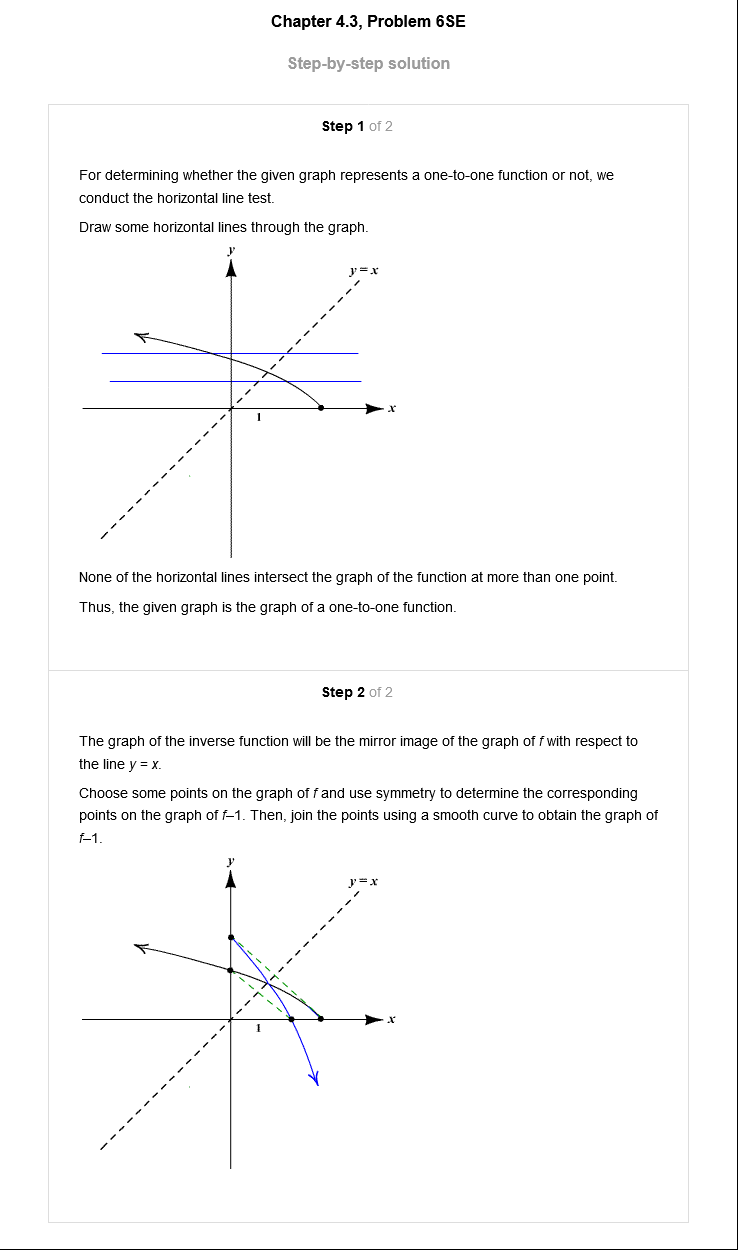 Chapter 4.3, Problem 6SE
Step-by-step solution
Step 1 of 2
For determining whether the given graph represents a one-to-one function or not, we
conduct the horizontal line test.
Draw some horizontal lines through the graph.
y
y = x
x
1
None of the horizontal lines intersect the graph of the function at more than one point.
Thus, the given graph is the graph of a one-to-one function.
Step 2 of 2
The graph of the inverse function will be the mirror image of the graph of f with respect to
the line y = x.
Choose some points on the graph of f and use symmetry to determine the corresponding
points on the graph of f–1. Then, join the points using a smooth curve to obtain the graph of
f–1.
y
y = x
x
1